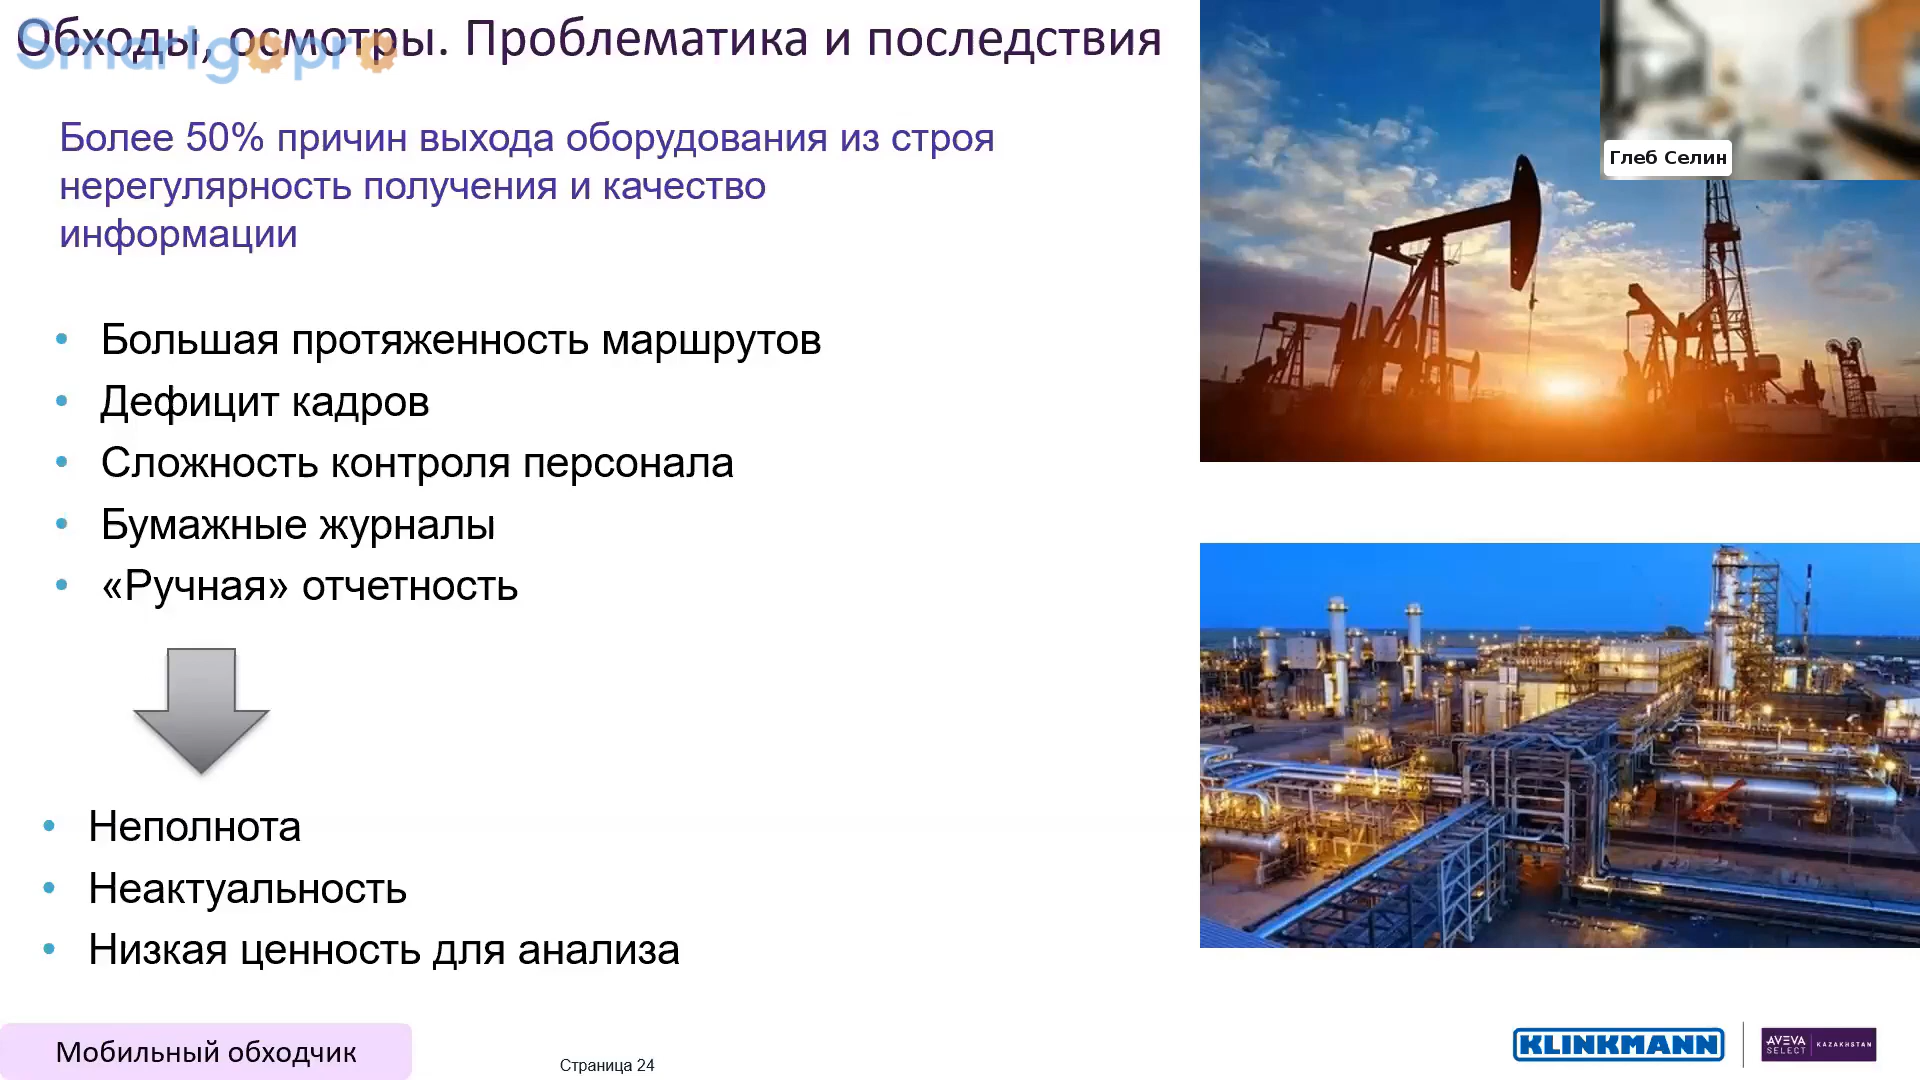 Обходы, осмотры. Проблематика и последствия
Smartgopro
Глеб Селин
Более 50% причин выхода оборудования из строя
нерегулярность получения и качество
информации
Большая протяженность маршрутов
Дефицит кадров
Сложность контроля персонала
Бумажные журналы
«Ручная» отчетность
Неполнота
Неактуальность
Низкая ценность для анализа
Мобильный обходчик
Страница 24
KLINKMANN
AVEVA
SELECT
KAZAKHSTAN